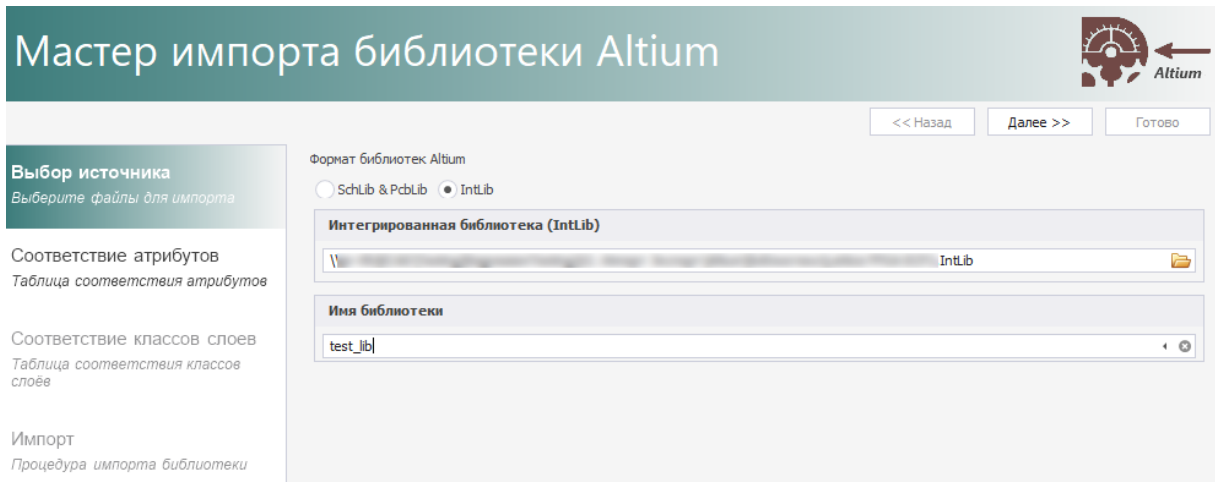 Мастер импорта библиотеки Altium
Altium
<< Назад
Далее >>
Готово
Выбор источника
Выберите файлы для импорта
Соответствие атрибутов
Таблица соответствия атрибутов
Соответствие классов слоев
Таблица соответствия классов
слоёв
Импорт
Процедура импорта библиотеки
Формат библиотек Altium
SchLib & PcbLib
IntLib
Интегрированная библиотека (IntLib)
\\ IntLib
Имя библиотеки
test_lib